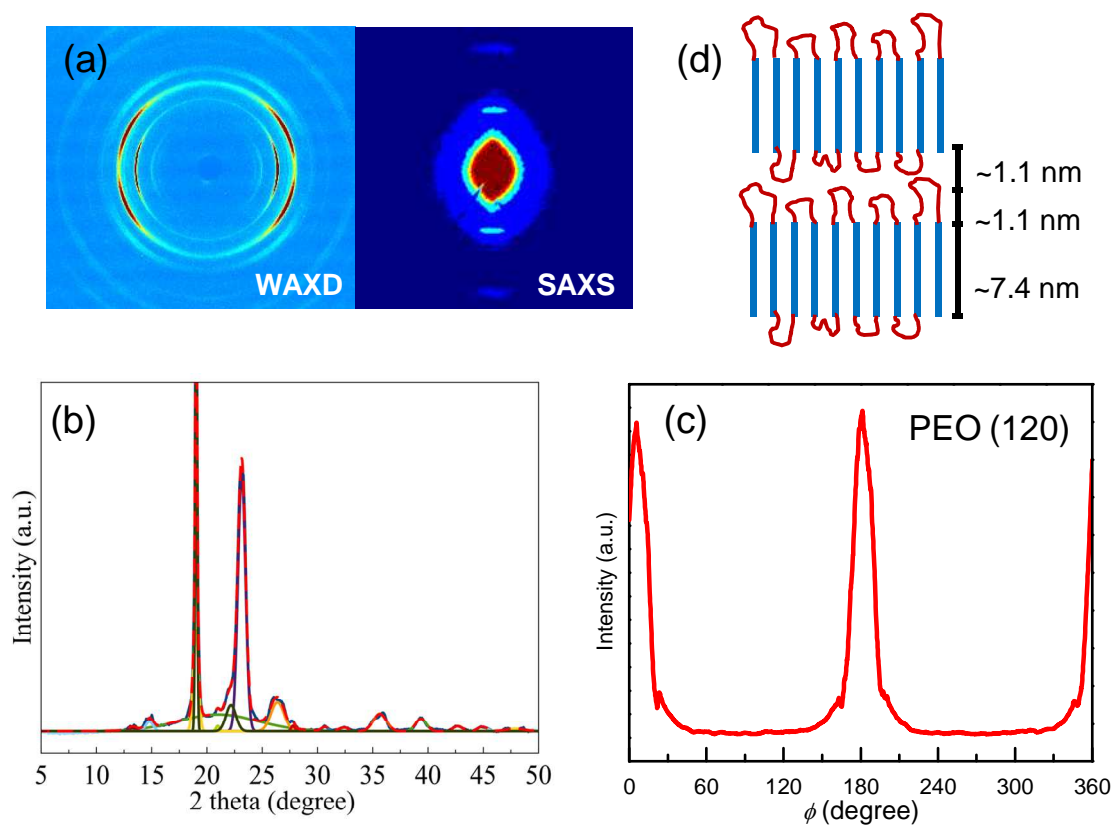 (a)
WAXD
SAXS
(d)
~1.1 nm
~1.1 nm
~7.4 nm
(b)
Intensity (a.u.)
5 10 15 20 25 30 35 40 45 50
2 theta (degree)
(c)
PEO (120)
Intensity (a.u.)
0 60 120 180 240 300 360
ϕ (degree)